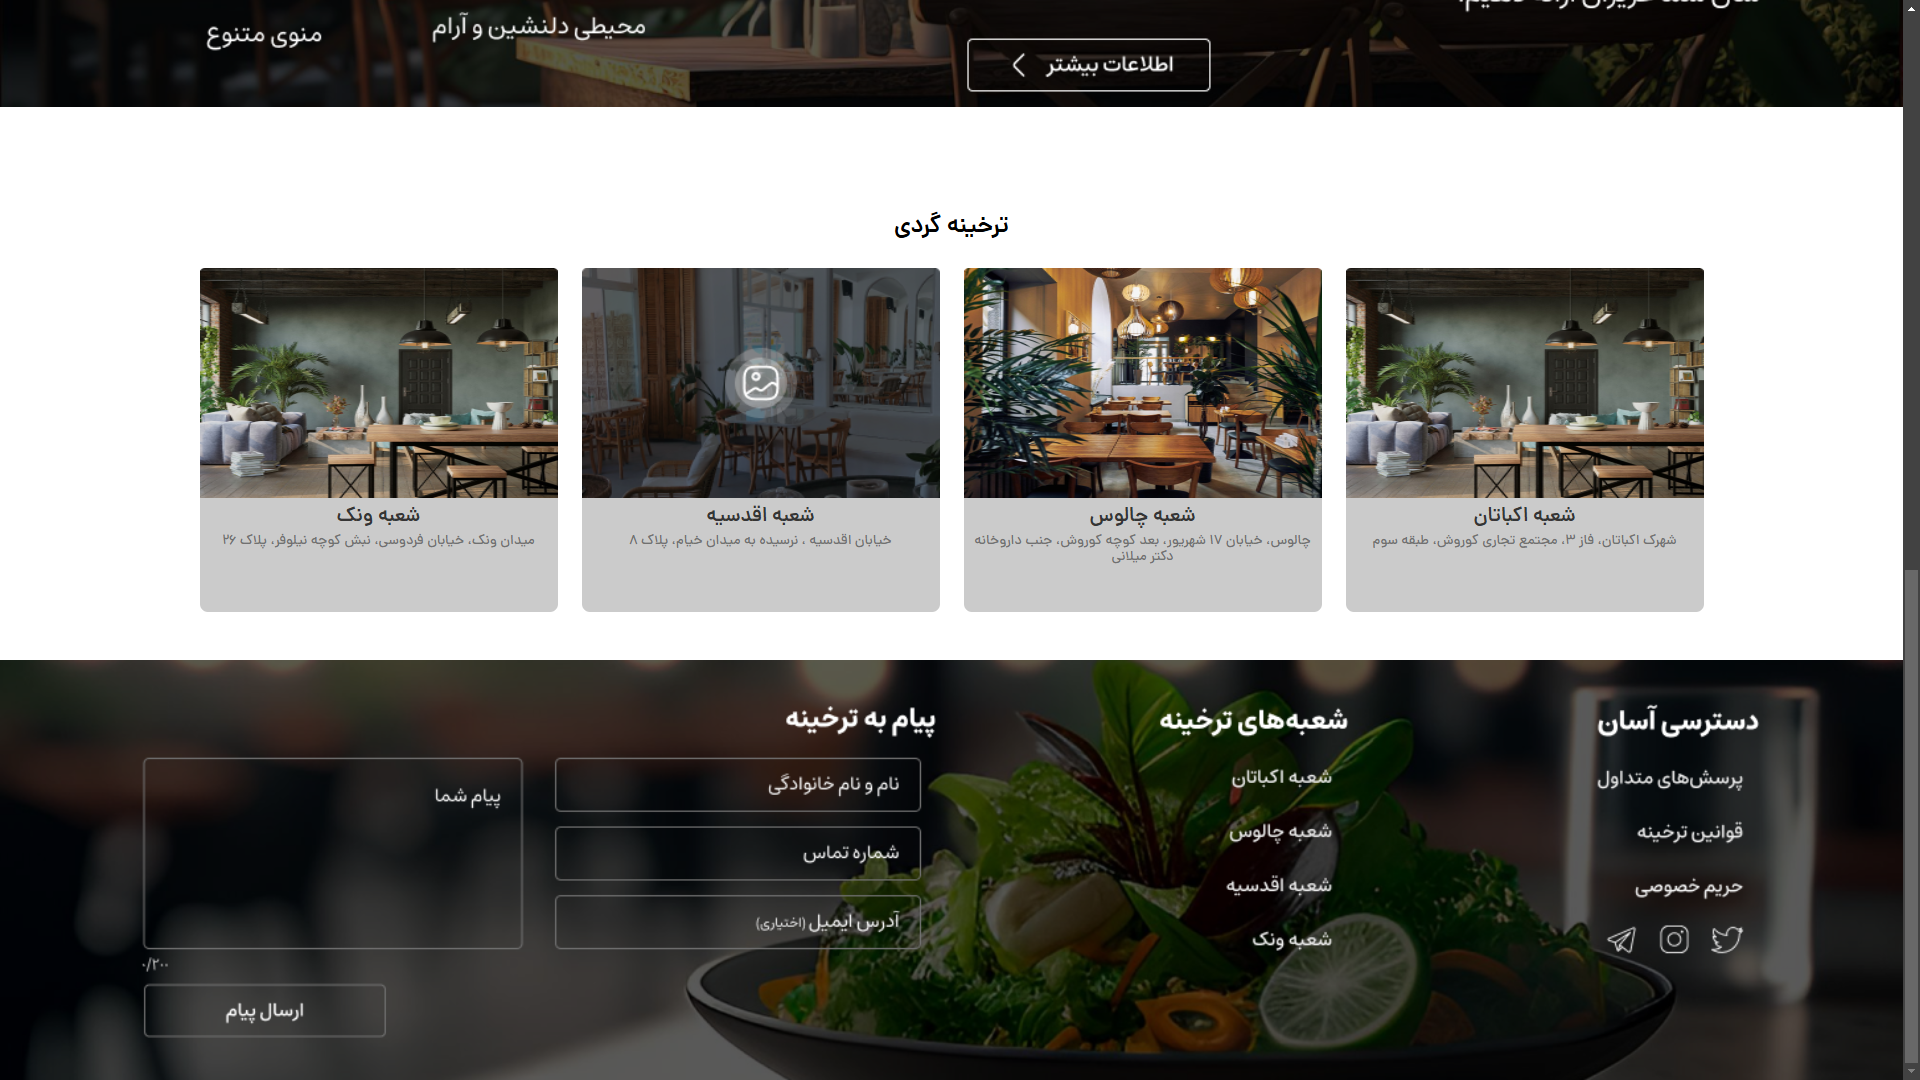 محیطی دلنشین و آرام
منوی متنوع
اطلاعات بیشتر
ترخینه گردی
شعبه اکباتان
شهرک اکباتان، فاز ۳، مجتمع تجاری کوروش، طبقه سوم
شعبه چالوس
چالوس، خیابان ۱۷ شهریور، بعد کوچه کوروش، جنب داروخانه
دکتر میلانی
شعبه اقدسیه
خیابان اقدسیه ، نرسیده به میدان خیام، پلاک ۸
شعبه ونک
میدان ونک، خیابان فردوسی، نبش کوچه نیلوفر، پلاک ۲۶
دسترسی آسان
پرسش‌های متداول
قوانین ترخینه
حریم خصوصی
شعبه‌های ترخینه
شعبه اکباتان
شعبه چالوس
شعبه اقدسیه
شعبه ونک
پیام به ترخینه
نام و نام خانوادگی
شماره تماس
آدرس ایمیل (اختیاری)
پیام شما
۰/۲۰۰
ارسال پیام